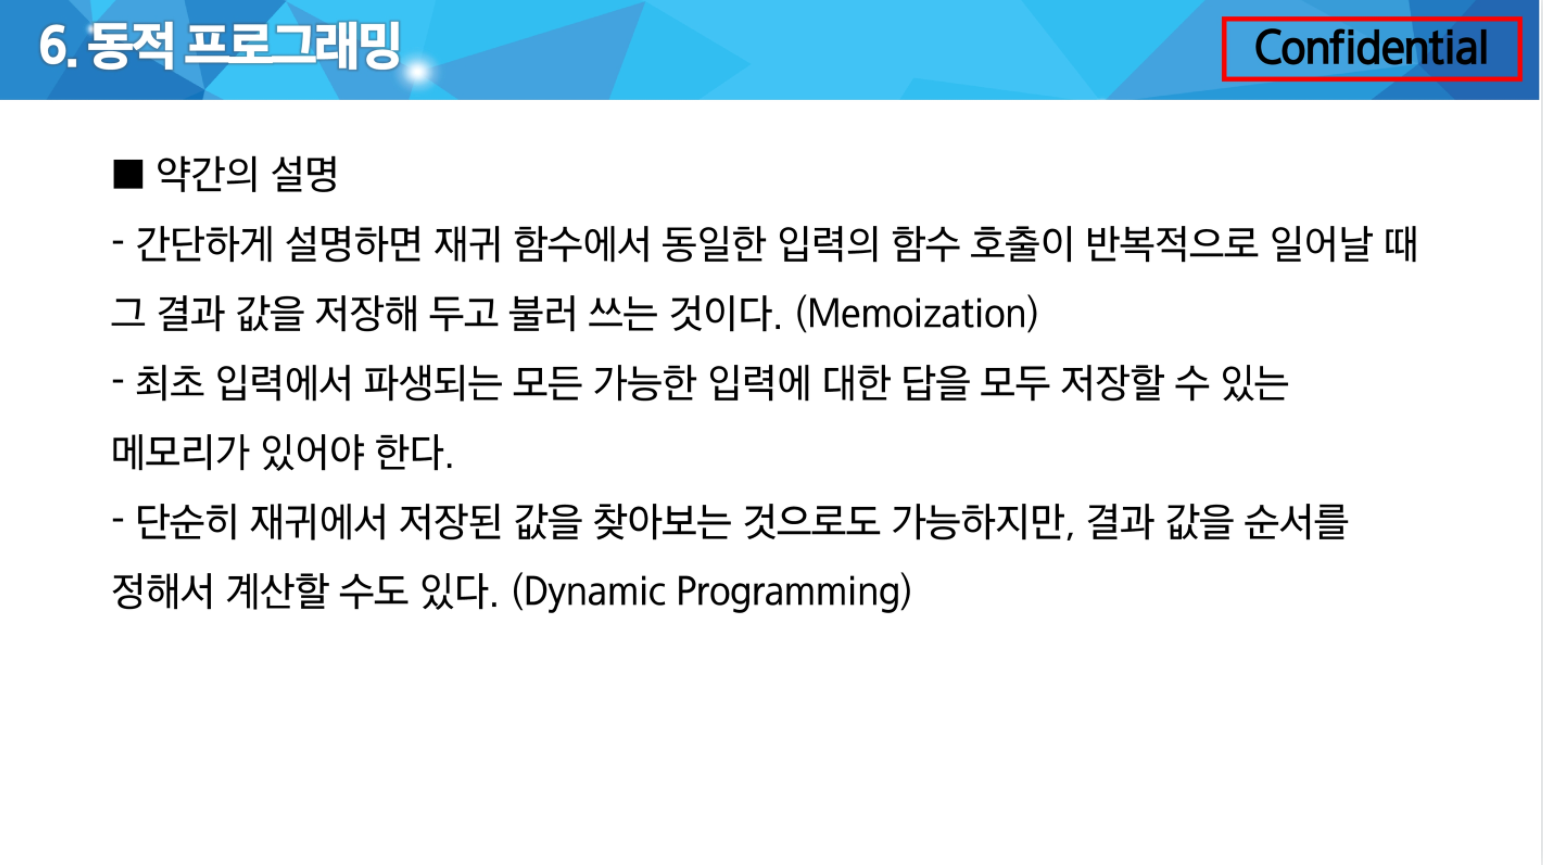 6. 동적 프로그래밍
Confidential
■ 약간의 설명
- 간단하게 설명하면 재귀 함수에서 동일한 입력의 함수 호출이 반복적으로 일어날 때
그 결과 값을 저장해 두고 불러 쓰는 것이다. (Memoization)
- 최초 입력에서 파생되는 모든 가능한 입력에 대한 답을 모두 저장할 수 있는
메모리가 있어야 한다.
- 단순히 재귀에서 저장된 값을 찾아보는 것으로도 가능하지만, 결과 값을 순서를
정해서 계산할 수도 있다. (Dynamic Programming)